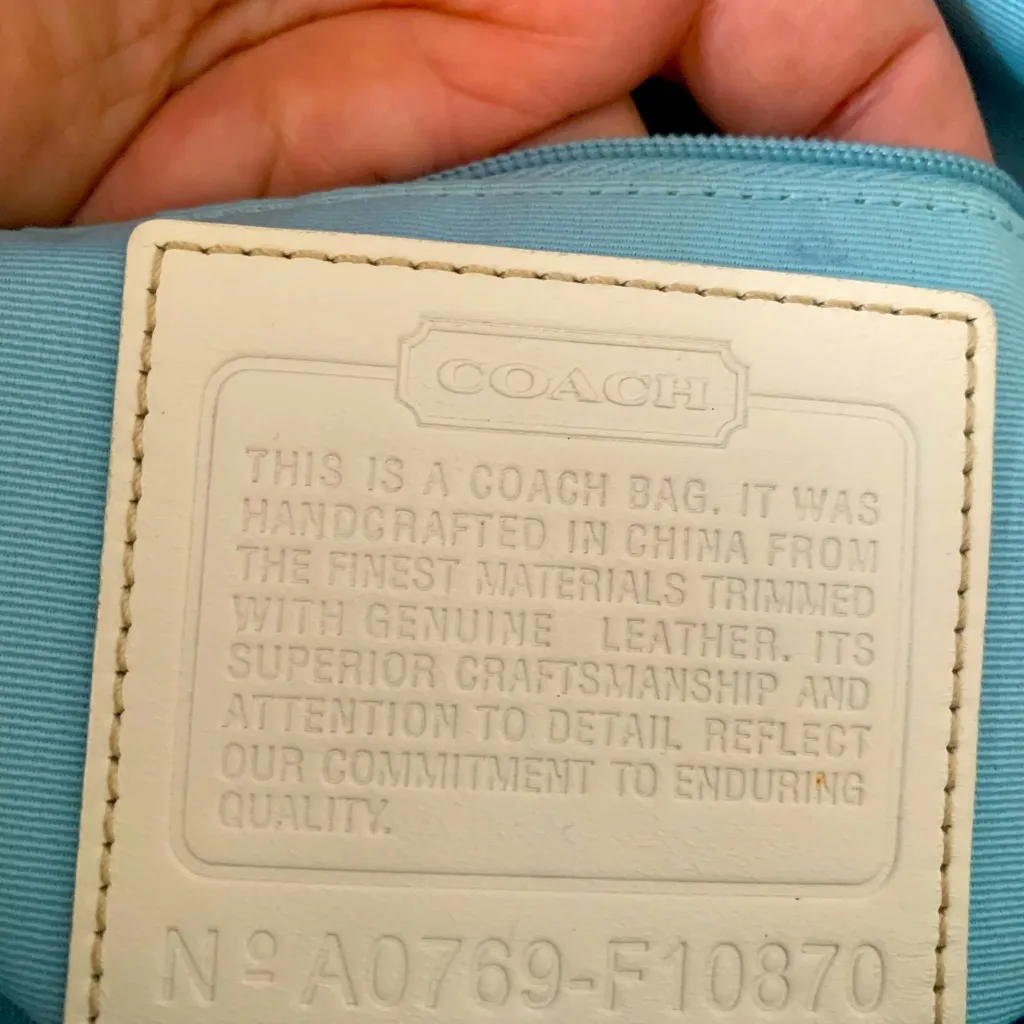 COACH
THIS IS A COACH BAG. IT WAS
HANDCRAFTED IN CHINA FROM
THE FINEST MATERIALS TRIMMED
WITH GENUINE LEATHER. ITS
SUPERIOR CRAFTSMANSHIP AND
ATTENTION TO DETAIL REFLECT
OUR COMMITMENT TO ENDURING
QUALITY.
Nº A0769-F10870